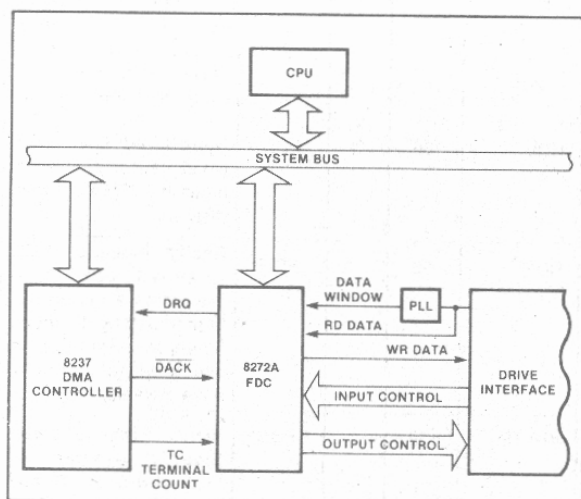 CPU
SYSTEM BUS
DRQ
DATA
WINDOW
PLL
RD DATA
WR DATA
8237
DMA
CONTROLLER
DACK
8272A
FDC
DRIVE
INTERFACE
INPUT CONTROL
TC
TERMINAL
COUNT
OUTPUT CONTROL